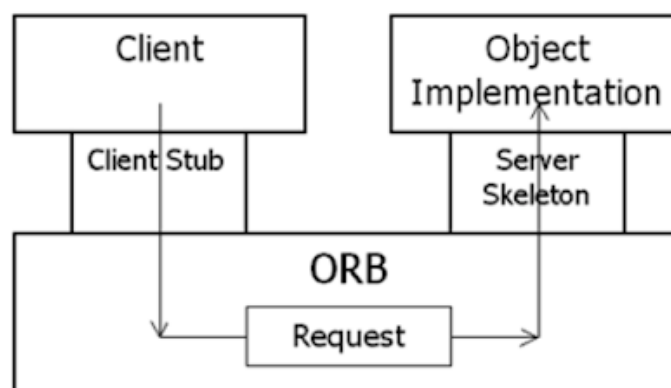 Client
Object
Implementation
Client Stub
Server
Skeleton
ORB
Request